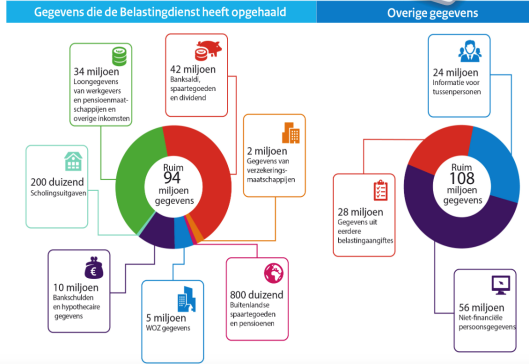 Gegevens die de Belastingdienst heeft opgehaald
34 miljoen
Loongegevens
van werkgevers
en pensioenmaat-
schappijen en
overige inkomsten
42 miljoen
Banksaldi,
spaartegoeden
en dividend
2 miljoen
Gegevens van
verzekerings-
maatschappijen
200 duizend
Scholingsuitgaven
Ruim
94
miljoen
gegevens
10 miljoen
Bankschulden
en hypothecaire
gegevens
5 miljoen
WOZ gegevens
800 duizend
Buitenlandse
spaartegoeden
en pensioenen
Overige gegevens
24 miljoen
Informatie voor
tussenpersonen
Ruim
108
miljoen
gegevens
28 miljoen
Gegevens uit
eerdere
belastingaangiftes
56 miljoen
Niet-financiële
persoonsgegevens